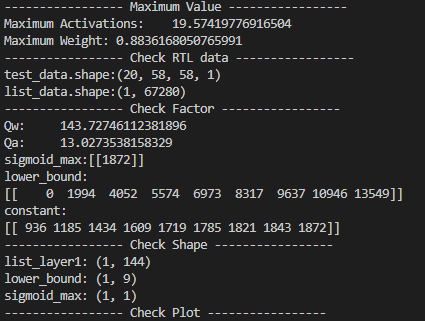 ----------------- Maximum Value -----------------
Maximum Activations:    19.57419776916504
Maximum Weight: 0.8836168050765991
----------------- Check RTL data -----------------
test_data.shape:(20, 58, 58, 1)
list_data.shape:(1, 67280)
----------------- Check Factor -----------------
Qw:     143.72746112381896
Qa:     13.0273538158329
sigmoid_max:[[1872]]
lower_bound:
[[    0  1994  4052  5574  6973  8317  9637 10946 13549]]
constant:
[[ 936 1185 1434 1609 1719 1785 1821 1843 1872]]
----------------- Check Shape -----------------
list_layer1: (1, 144)
lower_bound: (1, 9)
sigmoid_max: (1, 1)
----------------- Check Plot -----------------